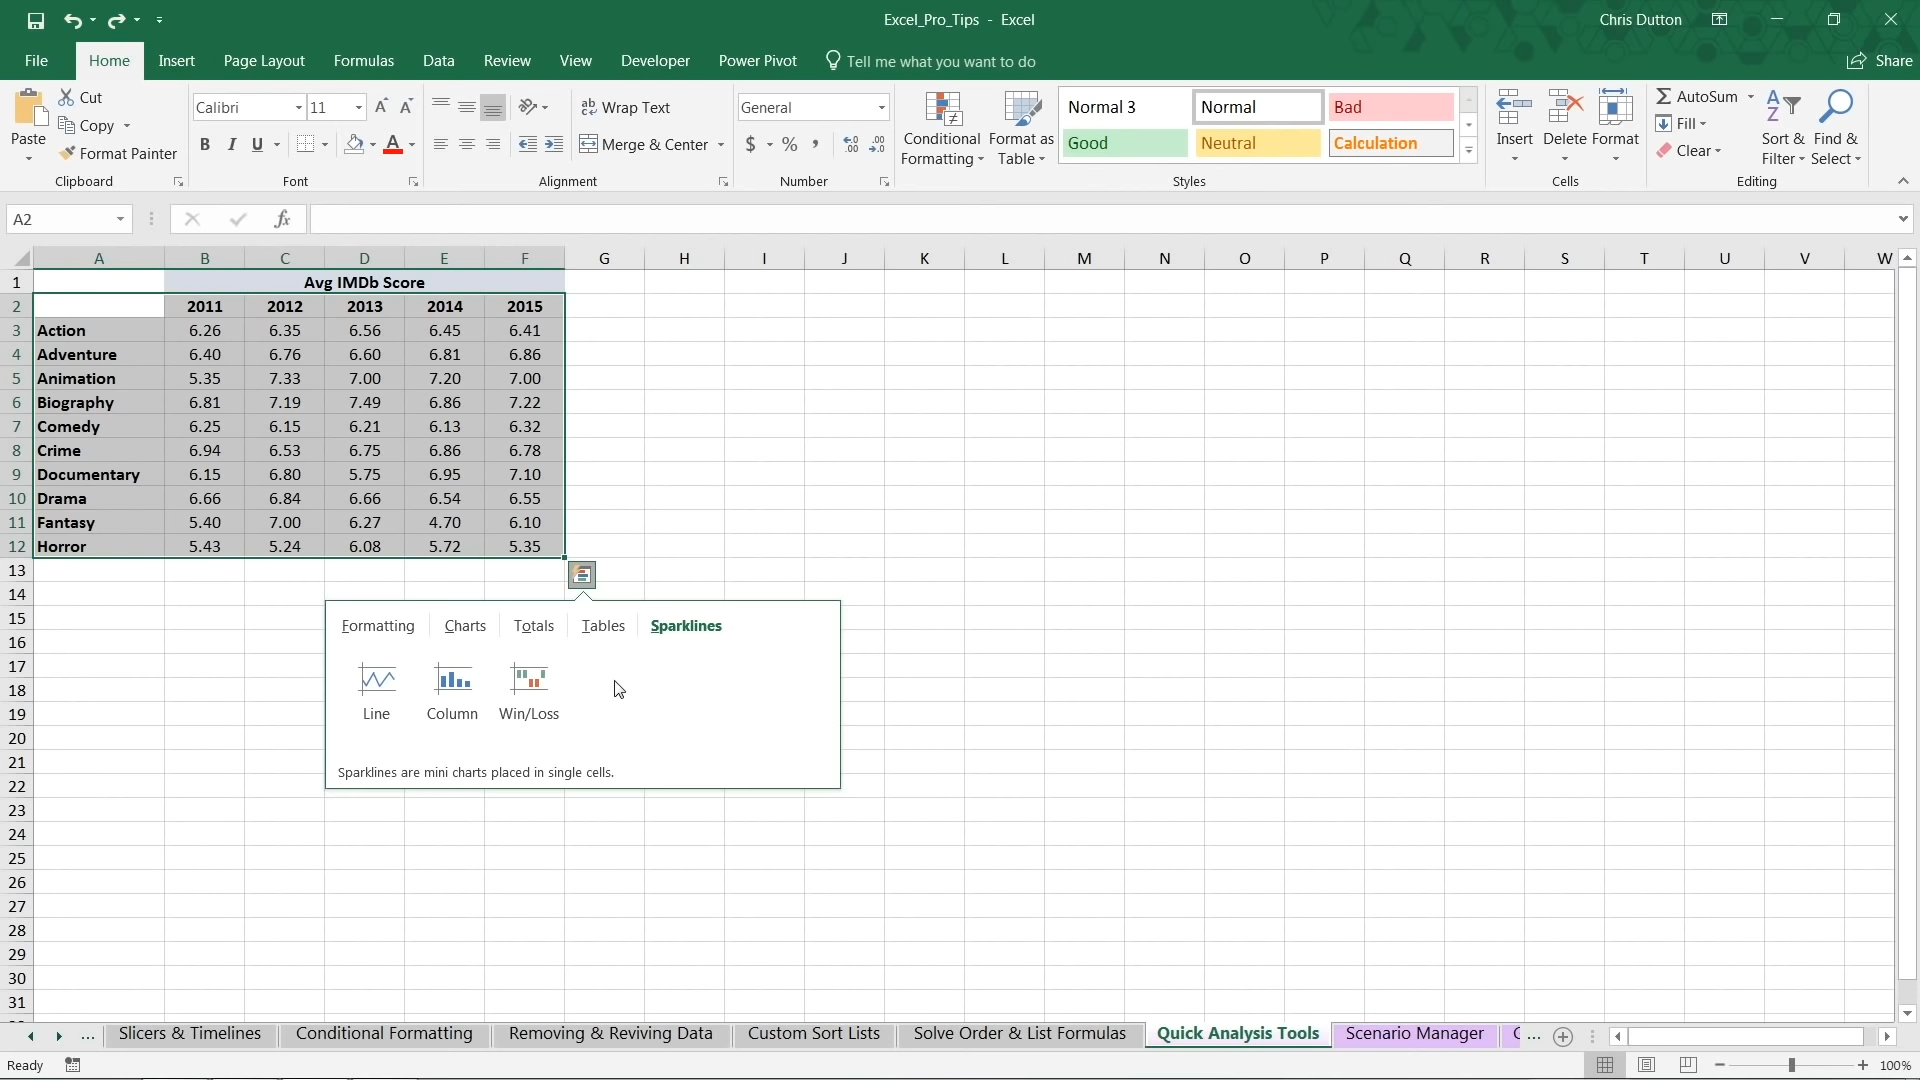 Excel_Pro_Tips - Excel
Chris Dutton
File Home Insert Page Layout Formulas Data Review View Developer Power Pivot Tell me what you want to do Share
Paste
Cut
Copy
Format Painter
Clipboard
Calibri 11
B I U
Font
Wrap Text
Merge & Center
Alignment
General
$ % ,
Number
Conditional Formatting
Format as Table
Normal 3 Normal Bad
Good Neutral Calculation
Styles
Insert Delete Format
Cells
AutoSum
Fill
Clear
Sort & Filter
Find & Select
Editing
A2 fx
A B C D E F G H I J K L M N O P Q R S T U V W
1 Avg IMDb Score
2 2011 2012 2013 2014 2015
3 Action 6.26 6.35 6.56 6.45 6.41
4 Adventure 6.40 6.76 6.60 6.81 6.86
5 Animation 5.35 7.33 7.00 7.20 7.00
6 Biography 6.81 7.19 7.49 6.86 7.22
7 Comedy 6.25 6.15 6.21 6.13 6.32
8 Crime 6.94 6.53 6.75 6.86 6.78
9 Documentary 6.15 6.80 5.75 6.95 7.10
10 Drama 6.66 6.84 6.66 6.54 6.55
11 Fantasy 5.40 7.00 6.27 4.70 6.10
12 Horror 5.43 5.24 6.08 5.72 5.35
13
14
15
16
17
18
19
20
21
22
23
24
25
26
27
28
29
30
31
Formatting Charts Totals Tables Sparklines
Line Column Win/Loss
Sparklines are mini charts placed in single cells.
... Slicers & Timelines Conditional Formatting Removing & Reviving Data Custom Sort Lists Solve Order & List Formulas Quick Analysis Tools Scenario Manager ...
Ready
100%